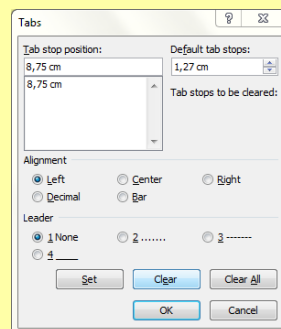 Tabs
Tab stop position:
Default tab stops:
8,75 cm
1,27 cm
8,75 cm
Tab stops to be cleared:
Alignment
Left
Center
Right
Decimal
Bar
Leader
1 None
2 .......
3 -------
4 ___
Set
Clear
Clear All
OK
Cancel